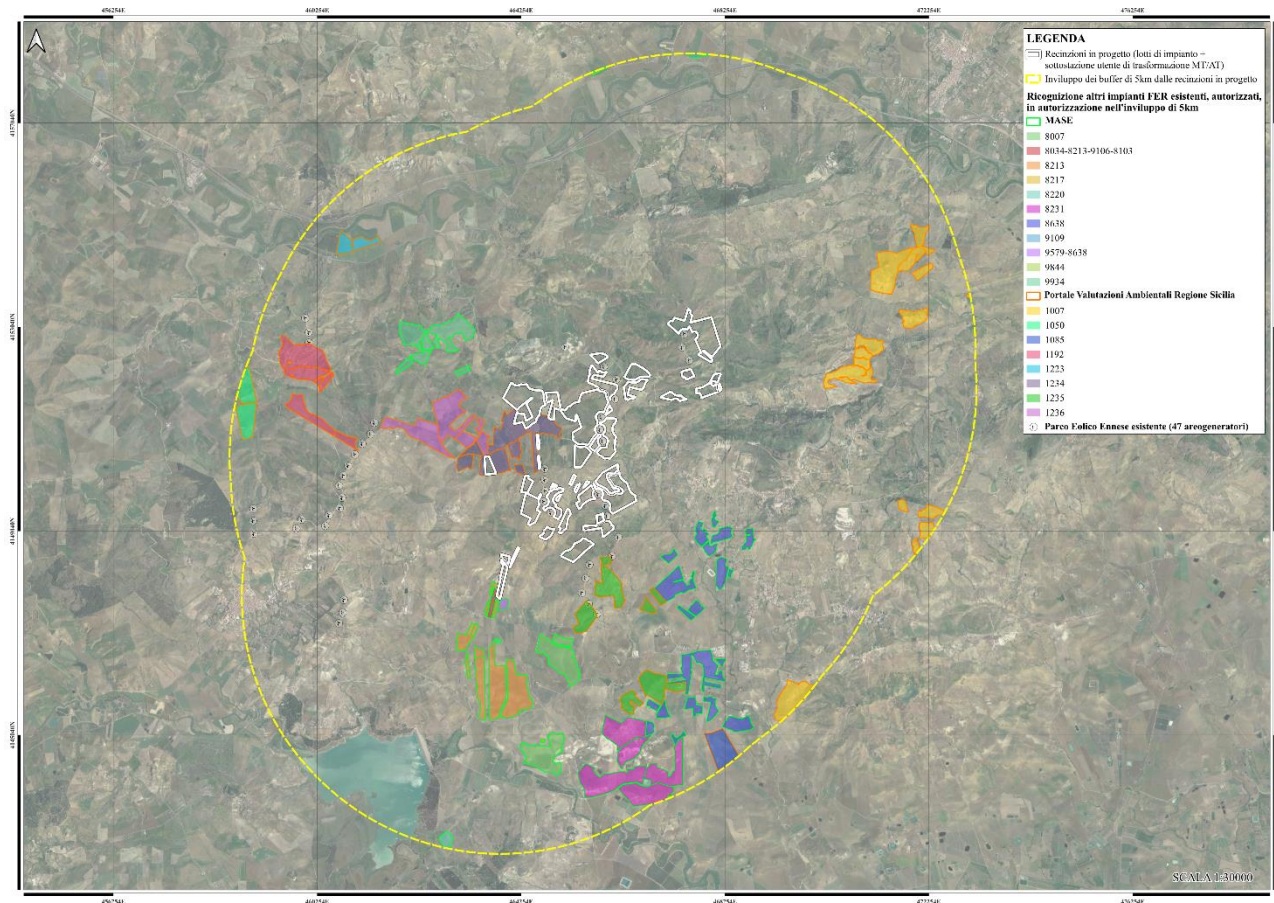 LEGENDA
Recinzioni in progetto (lotti di impianto +
sottostazione utente di trasformazione MT/AT)
Inviluppo dei buffer di 5km dalle recinzioni in progetto
Ricognizione altri impianti FER esistenti, autorizzati,
in autorizzazione nell'inviluppo di 5km
MASE
8007
8034-8213-9106-8103
8213
8217
8220
8231
8638
9109
9579-8638
9844
9934
Portale Valutazioni Ambientali Regione Sicilia
1007
1050
1085
1192
1223
1234
1235
1236
Parco Eolico Ennese esistente (47 areogeneratori)
SCALA 1:30000